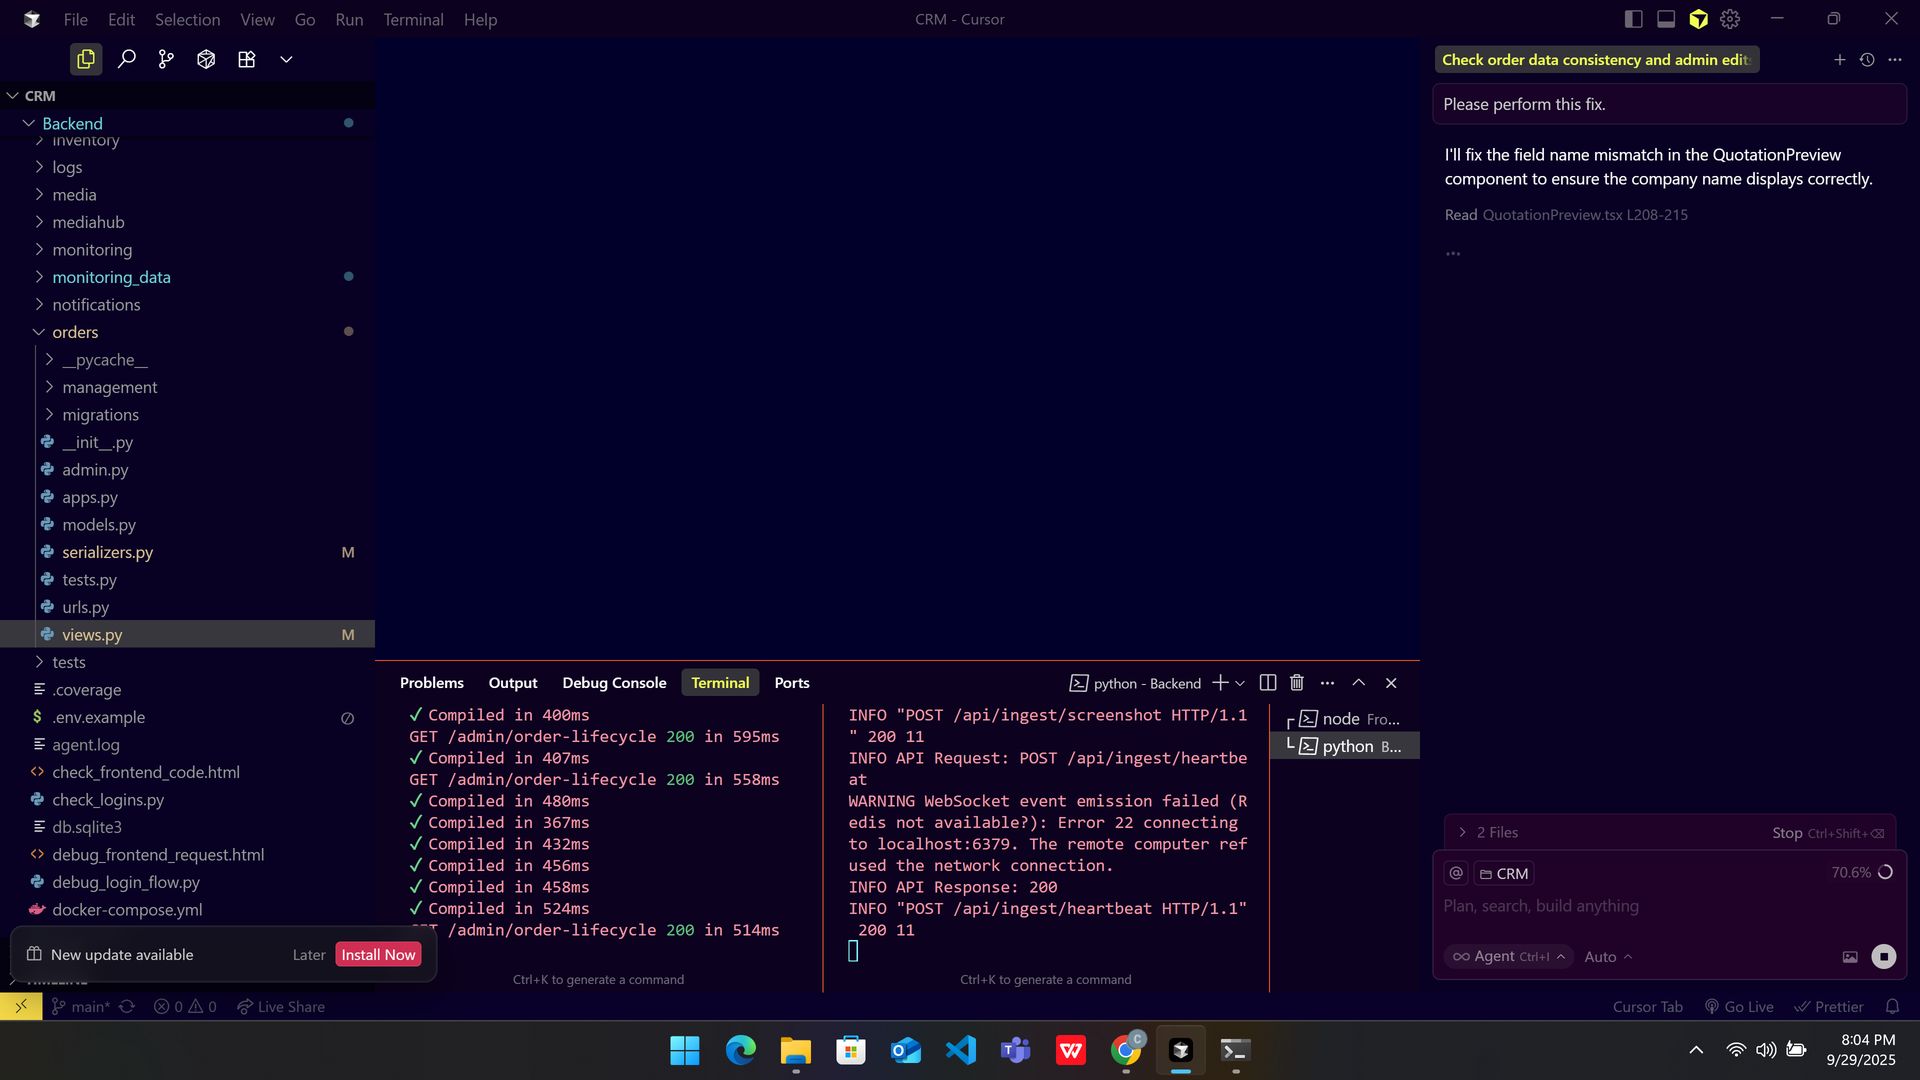 File Edit Selection View Go Run Terminal Help
CRM - Cursor
CRM
Backend
inventory
logs
media
mediahub
monitoring
monitoring_data
notifications
orders
__pycache__
management
migrations
__init__.py
admin.py
apps.py
models.py
serializers.py M
tests.py
urls.py
views.py M
tests
.coverage
$ .env.example
agent.log
check_frontend_code.html
check_logins.py
db.sqlite3
debug_frontend_request.html
debug_login_flow.py
docker-compose.yml
New update available Later Install Now
TIMELINE
Problems Output Debug Console Terminal Ports
python - Backend
✓ Compiled in 400ms
GET /admin/order-lifecycle 200 in 595ms
✓ Compiled in 407ms
GET /admin/order-lifecycle 200 in 558ms
✓ Compiled in 480ms
✓ Compiled in 367ms
✓ Compiled in 432ms
✓ Compiled in 456ms
✓ Compiled in 458ms
✓ Compiled in 524ms
/admin/order-lifecycle 200 in 514ms
Ctrl+K to generate a command
INFO "POST /api/ingest/screenshot HTTP/1.1
" 200 11
INFO API Request: POST /api/ingest/heartbe
at
WARNING WebSocket event emission failed (R
edis not available?): Error 22 connecting
to localhost:6379. The remote computer ref
used the network connection.
INFO API Response: 200
INFO "POST /api/ingest/heartbeat HTTP/1.1"
200 11
Ctrl+K to generate a command
node Fro...
python B...
Check order data consistency and admin edit
Please perform this fix.
I'll fix the field name mismatch in the QuotationPreview
component to ensure the company name displays correctly.
Read QuotationPreview.tsx L208-215
...
2 Files Stop Ctrl+Shift+⌫
@ CRM 70.6%
Plan, search, build anything
∞ Agent Ctrl+I Auto
main* 0 0 Live Share
Cursor Tab Go Live Prettier
C
8:04 PM
9/29/2025